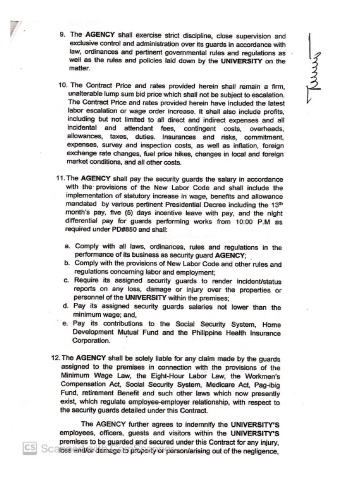 9. The AGENCY shall exercise strict discipline, close supervision and
exclusive control and administration over its guards in accordance with
law, ordinances and pertinent governmental rules and regulations as
well as the rules and policies laid down by the UNIVERSITY on the
matter.
10. The Contract Price and rates provided herein shall remain a firm,
unalterable lump sum bid price which shall not be subject to escalation.
The Contract Price and rates provided herein have included the latest
labor escalation or wage order increase. It shall also include profits,
including but not limited to all direct and indirect expenses and all
incidental and attendant fees, contingent costs, overheads,
allowances, taxes, duties. insurances and risks, commitment,
expenses, survey and inspection costs, as well as inflation, foreign
exchange rate changes, fuel price hikes, changes in local and foreign
market conditions, and all other costs.
11. The AGENCY shall pay the security guards the salary in accordance
with the provisions of the New Labor Code and shall include the
implementation of statutory increase in wage, benefits and allowance
mandated by various pertinent Presidential Decree including the 13th
month's pay, five (5) days incentive leave with pay, and the night
differential pay for guards performing works from 10:00 P.M as
required under PD#850 and shall:
a. Comply with all laws, ordinances, rules and regulations in the
performance of its business as security guard AGENCY;
b. Comply with the provisions of New Labor Code and other rules and
regulations concerning labor and employment;
c. Require its assigned security guards to render incident/status
reports on any loss, damage or injury over the properties or
personnel of the UNIVERSITY within the premises;
d. Pay its assigned security guards salaries not lower than the
minimum wage; and,
e. Pay its contributions to the Social Security System, Home
Development Mutual Fund and the Philippine Health Insurance
Corporation.
12. The AGENCY shall be solely liable for any claim made by the guards
assigned to the premises in connection with the provisions of the
Minimum Wage Law, the Eight-Hour Labor Law, the Workmen's
Compensation Act, Social Security System, Medicare Act, Pag-ibig
Fund, retirement Benefit and such other laws which now presently
exist, which regulate employee-employer relationship, with respect to
the security guards detailed under this Contract.
The AGENCY further agrees to indemnify the UNIVERSITY'S
employees, officers, guests and visitors within the UNIVERSITY'S
premises to be guarded and secured under this Contract for any injury,
loss and/or damage to property or person/arising out of the negligence,
CS